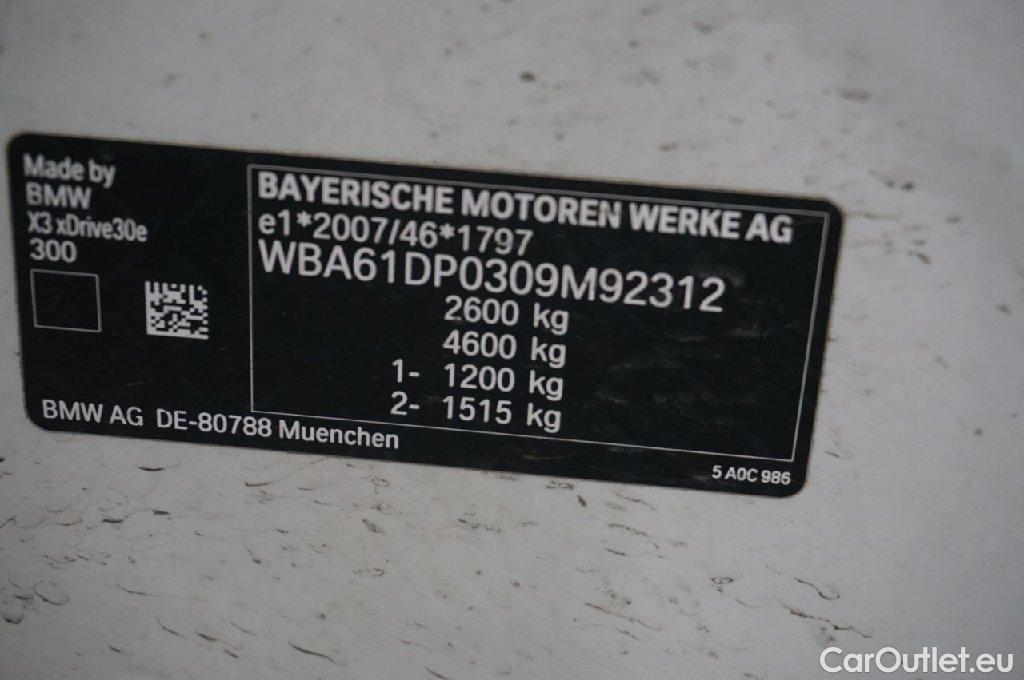 Made by
BMW
X3 xDrive30e
300
BAYERISCHE MOTOREN WERKE AG
e1*2007/46*1797
WBA61DP0309M92312
2600 kg
4600 kg
1- 1200 kg
2- 1515 kg
BMW AG DE-80788 Muenchen
5 A0C 986
CarOutlet.eu